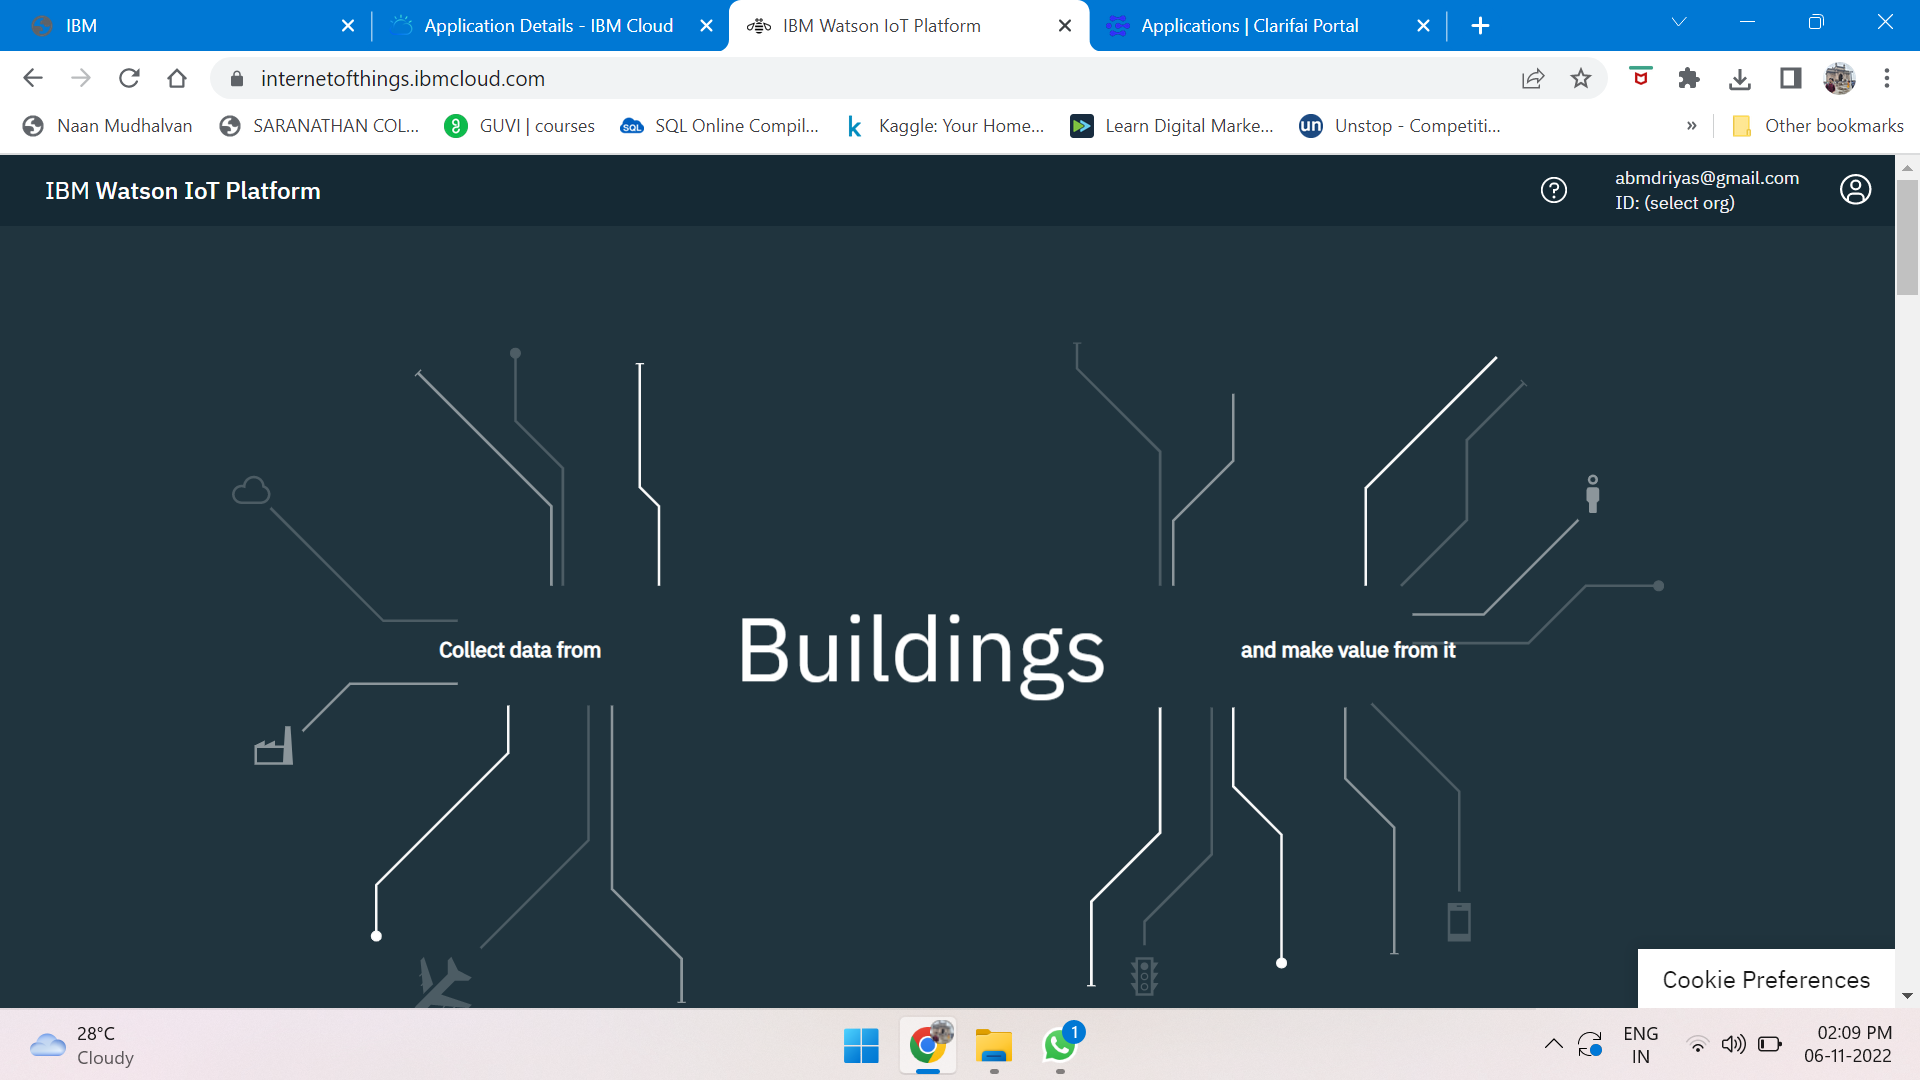 IBM
Application Details - IBM Cloud
IBM Watson IoT Platform
Applications | Clarifai Portal
internetofthings.ibmcloud.com
Naan Mudhalvan
SARANATHAN COL...
GUVI | courses
SQL
SQL Online Compil...
k
Kaggle: Your Home...
Learn Digital Marke...
un
Unstop - Competiti...
»
Other bookmarks
IBM Watson IoT Platform
?
abmdriyas@gmail.com
ID: (select org)
Collect data from
Buildings
and make value from it
Cookie Preferences
28°C
Cloudy
1
ENG
IN
02:09 PM
06-11-2022